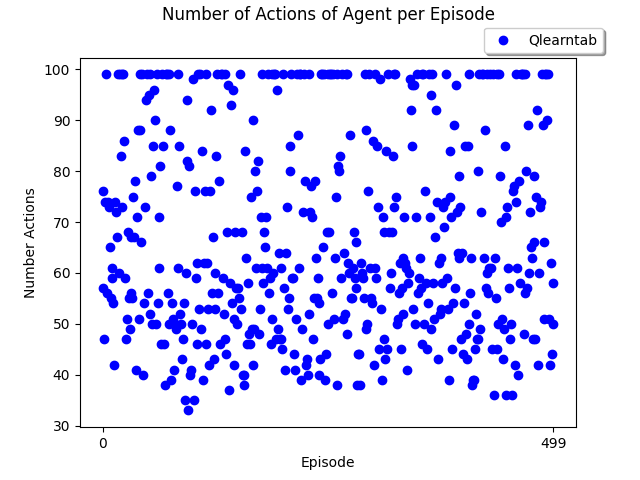 Number of Actions of Agent per Episode
Qlearntab
100
90
80
70
60
50
40
30
Number Actions
0
499
Episode